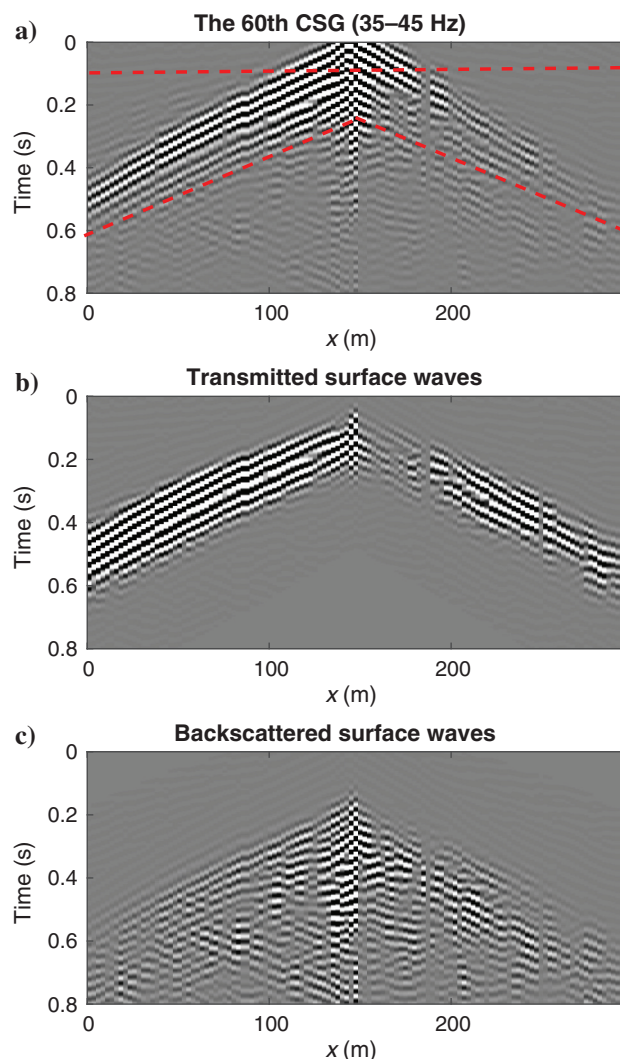 a)
The 60th CSG (35–45 Hz)
0
0.2
0.4
0.6
0.8
Time (s)
0 100 200
x (m)
b)
Transmitted surface waves
0
0.2
0.4
0.6
0.8
Time (s)
0 100 200
x (m)
c)
Backscattered surface waves
0
0.2
0.4
0.6
0.8
Time (s)
0 100 200
x (m)